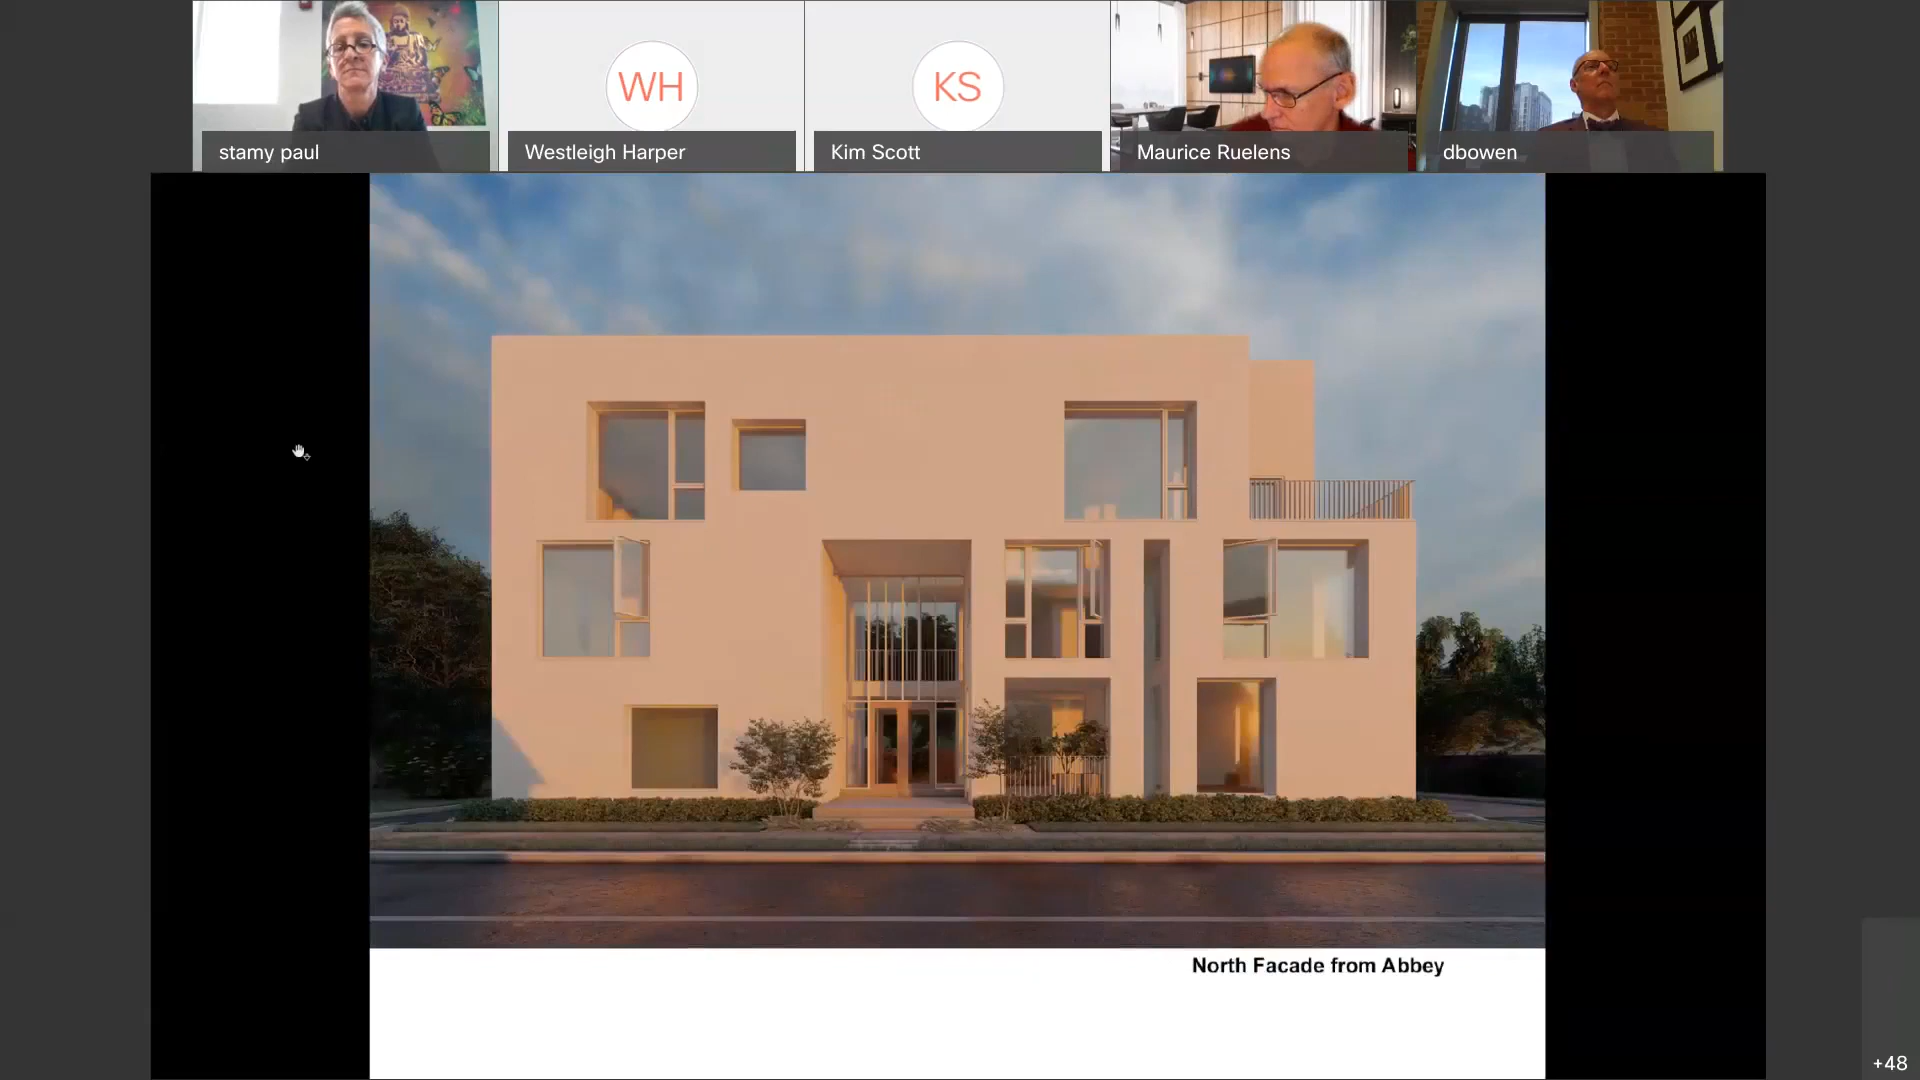 WH
KS
stamy paul
Westleigh Harper
Kim Scott
Maurice Ruelens
dbowen
North Facade from Abbey
+48